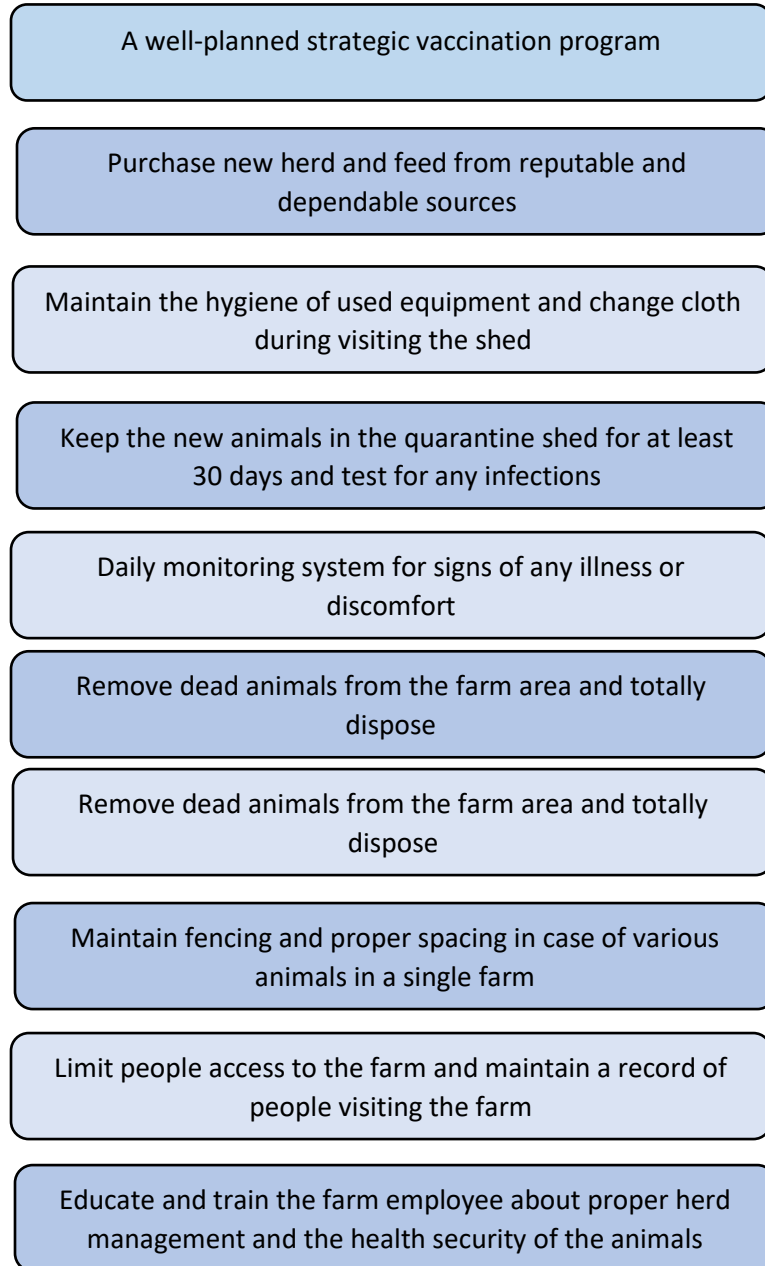 A well-planned strategic vaccination program
Purchase new herd and feed from reputable and
dependable sources
Maintain the hygiene of used equipment and change cloth
during visiting the shed
Keep the new animals in the quarantine shed for at least
30 days and test for any infections
Daily monitoring system for signs of any illness or
discomfort
Remove dead animals from the farm area and totally
dispose
Remove dead animals from the farm area and totally
dispose
Maintain fencing and proper spacing in case of various
animals in a single farm
Limit people access to the farm and maintain a record of
people visiting the farm
Educate and train the farm employee about proper herd
management and the health security of the animals